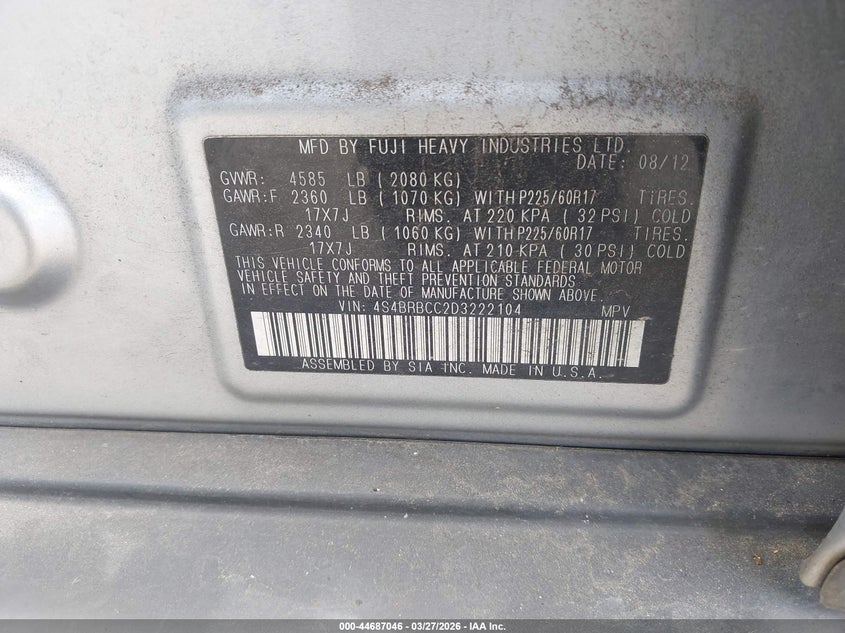 MFD BY FUJI HEAVY INDUSTRIES LTD.
DATE: 08/12
GVWR: 4585 LB ( 2080 KG)
GAWR:F 2360 LB ( 1070 KG) WITH P225/60R17 TIRES.
17X7J RIMS. AT 220 KPA ( 32 PSI) COLD
GAWR:R 2340 LB ( 1060 KG) WITH P225/60R17 TIRES.
17X7J RIMS. AT 210 KPA ( 30 PSI) COLD
THIS VEHICLE CONFORMS TO ALL APPLICABLE FEDERAL MOTOR
VEHICLE SAFETY AND THEFT PREVENTION STANDARDS
IN EFFECT ON THE DATE OF MANUFACTURE SHOWN ABOVE.
VIN: 4S4BRBCC2D3222104 MPV
ASSEMBLED BY SIA INC. MADE IN U.S.A.
000-44687046 — 03/27/2026 — IAA Inc.